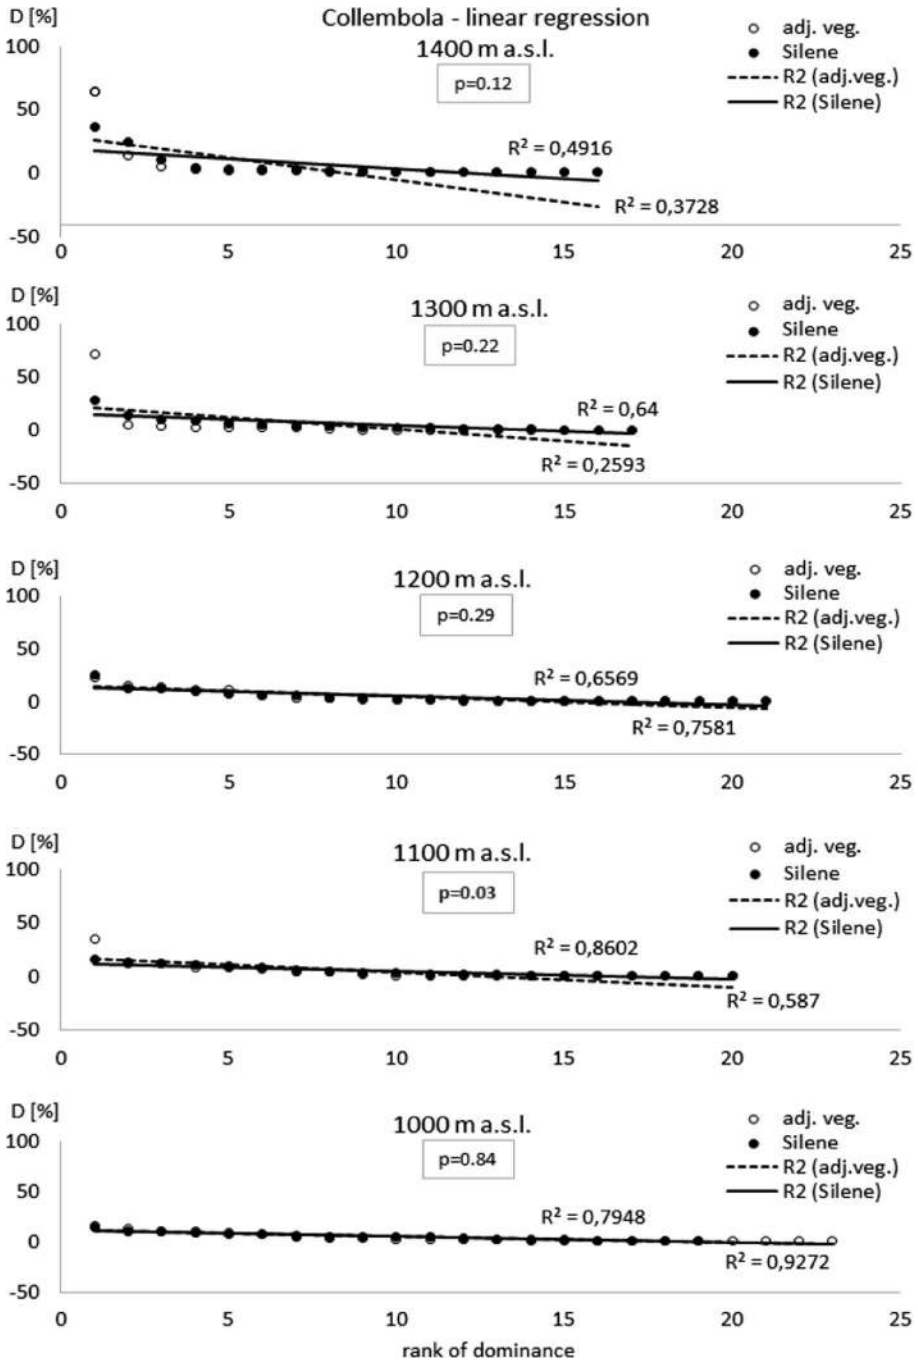 D [%]
Collembola - linear regression
1400 m a.s.l.
p=0.12
adj. veg.
Silene
R2 (adj.veg.)
R2 (Silene)
100
50
0
-50
R² = 0,4916
R² = 0,3728
0 5 10 15 20 25
D [%]
1300 m a.s.l.
p=0.22
adj. veg.
Silene
R2 (adj.veg.)
R2 (Silene)
100
50
0
-50
R² = 0,64
R² = 0,2593
0 5 10 15 20 25
D [%]
1200 m a.s.l.
p=0.29
adj. veg.
Silene
R2 (adj.veg.)
R2 (Silene)
100
50
0
-50
R² = 0,6569
R² = 0,7581
0 5 10 15 20 25
D [%]
1100 m a.s.l.
p=0.03
adj. veg.
Silene
R2 (adj.veg.)
R2 (Silene)
100
50
0
-50
R² = 0,8602
R² = 0,587
0 5 10 15 20 25
D [%]
1000 m a.s.l.
p=0.84
adj. veg.
Silene
R2 (adj.veg.)
R2 (Silene)
100
50
0
-50
R² = 0,7948
R² = 0,9272
0 5 10 15 20 25
rank of dominance